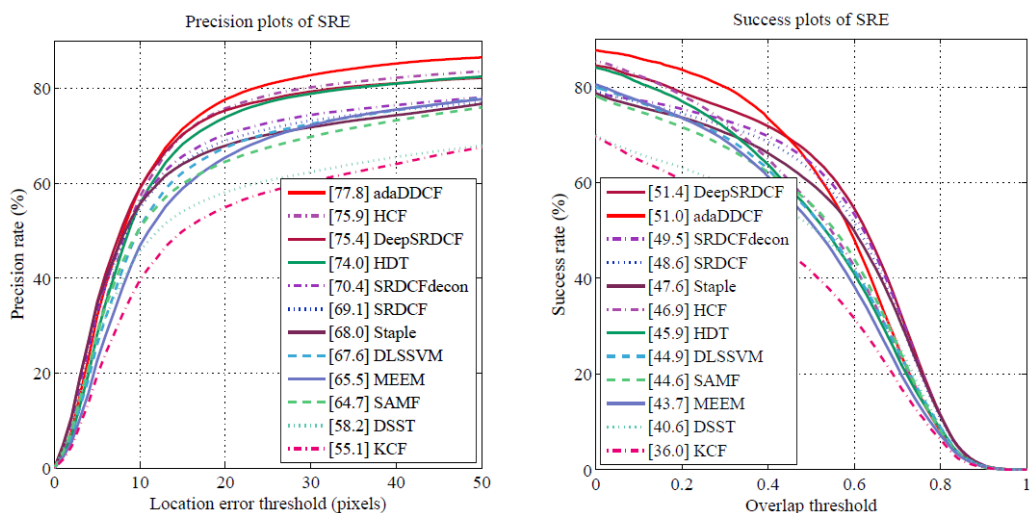 Precision plots of SRE
Precision rate (%)
80
60
40
20
0
[77.8] adaDDCF
[75.9] HCF
[75.4] DeepSRDCF
[74.0] HDT
[70.4] SRDCFdecon
[69.1] SRDCF
[68.0] Staple
[67.6] DLSSVM
[65.5] MEEM
[64.7] SAMF
[58.2] DSST
[55.1] KCF
0 10 20 30 40 50
Location error threshold (pixels)
Success plots of SRE
Success rate (%)
80
60
40
20
0
[51.4] DeepSRDCF
[51.0] adaDDCF
[49.5] SRDCFdecon
[48.6] SRDCF
[47.6] Staple
[46.9] HCF
[45.9] HDT
[44.9] DLSSVM
[44.6] SAMF
[43.7] MEEM
[40.6] DSST
[36.0] KCF
0 0.2 0.4 0.6 0.8 1
Overlap threshold